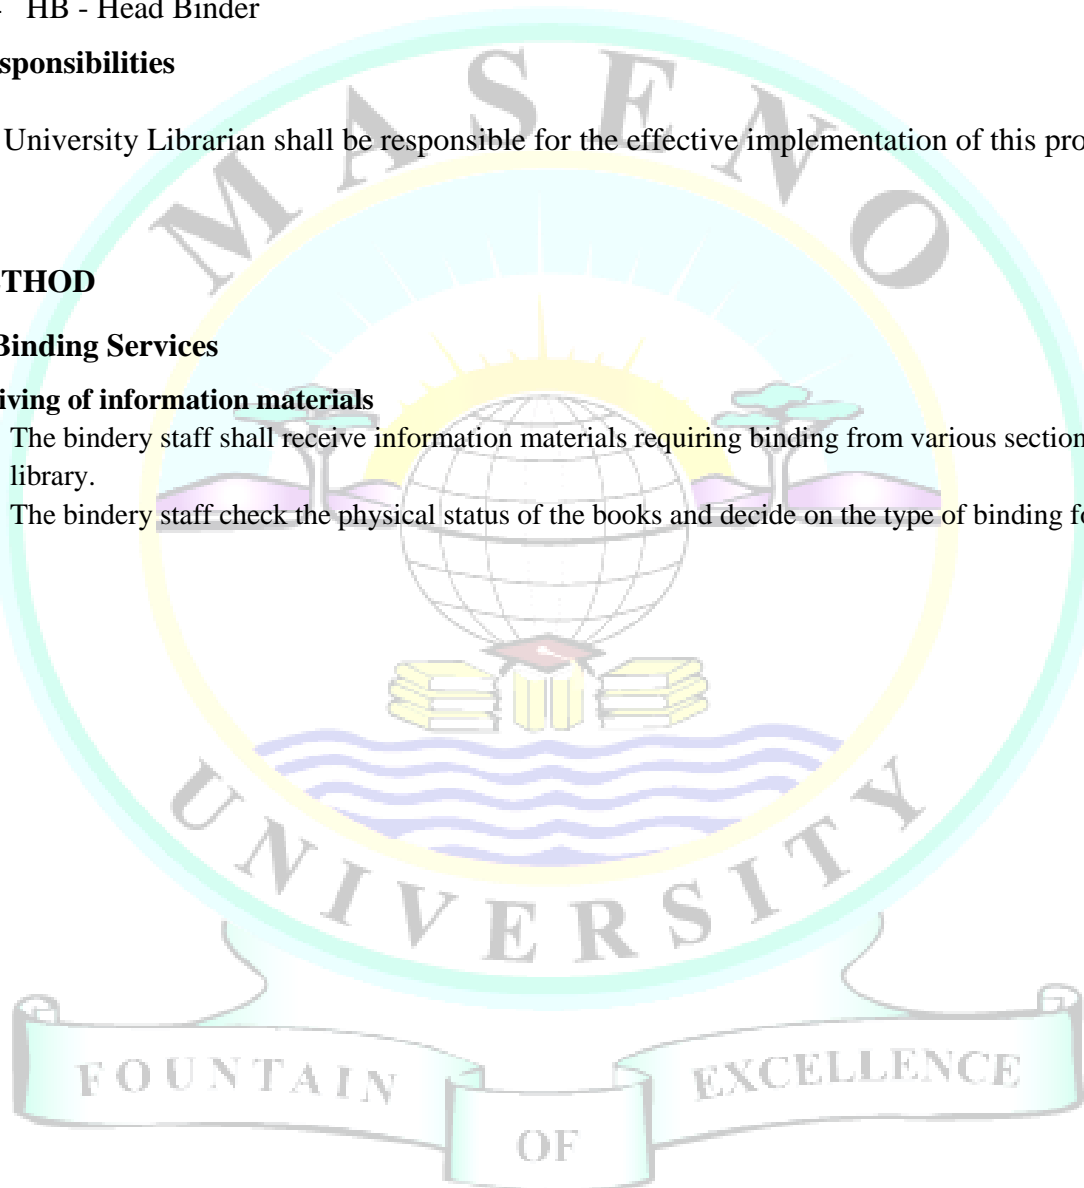 HB - Head Binder
sponsibilities
University Librarian shall be responsible for the effective implementation of this pro
THOD
Binding Services
iving of information materials
The bindery staff shall receive information materials requiring binding from various section
library.
The bindery staff check the physical status of the books and decide on the type of binding fo
MASENO
UNIVERSITY
FOUNTAIN
OF
EXCELLENCE